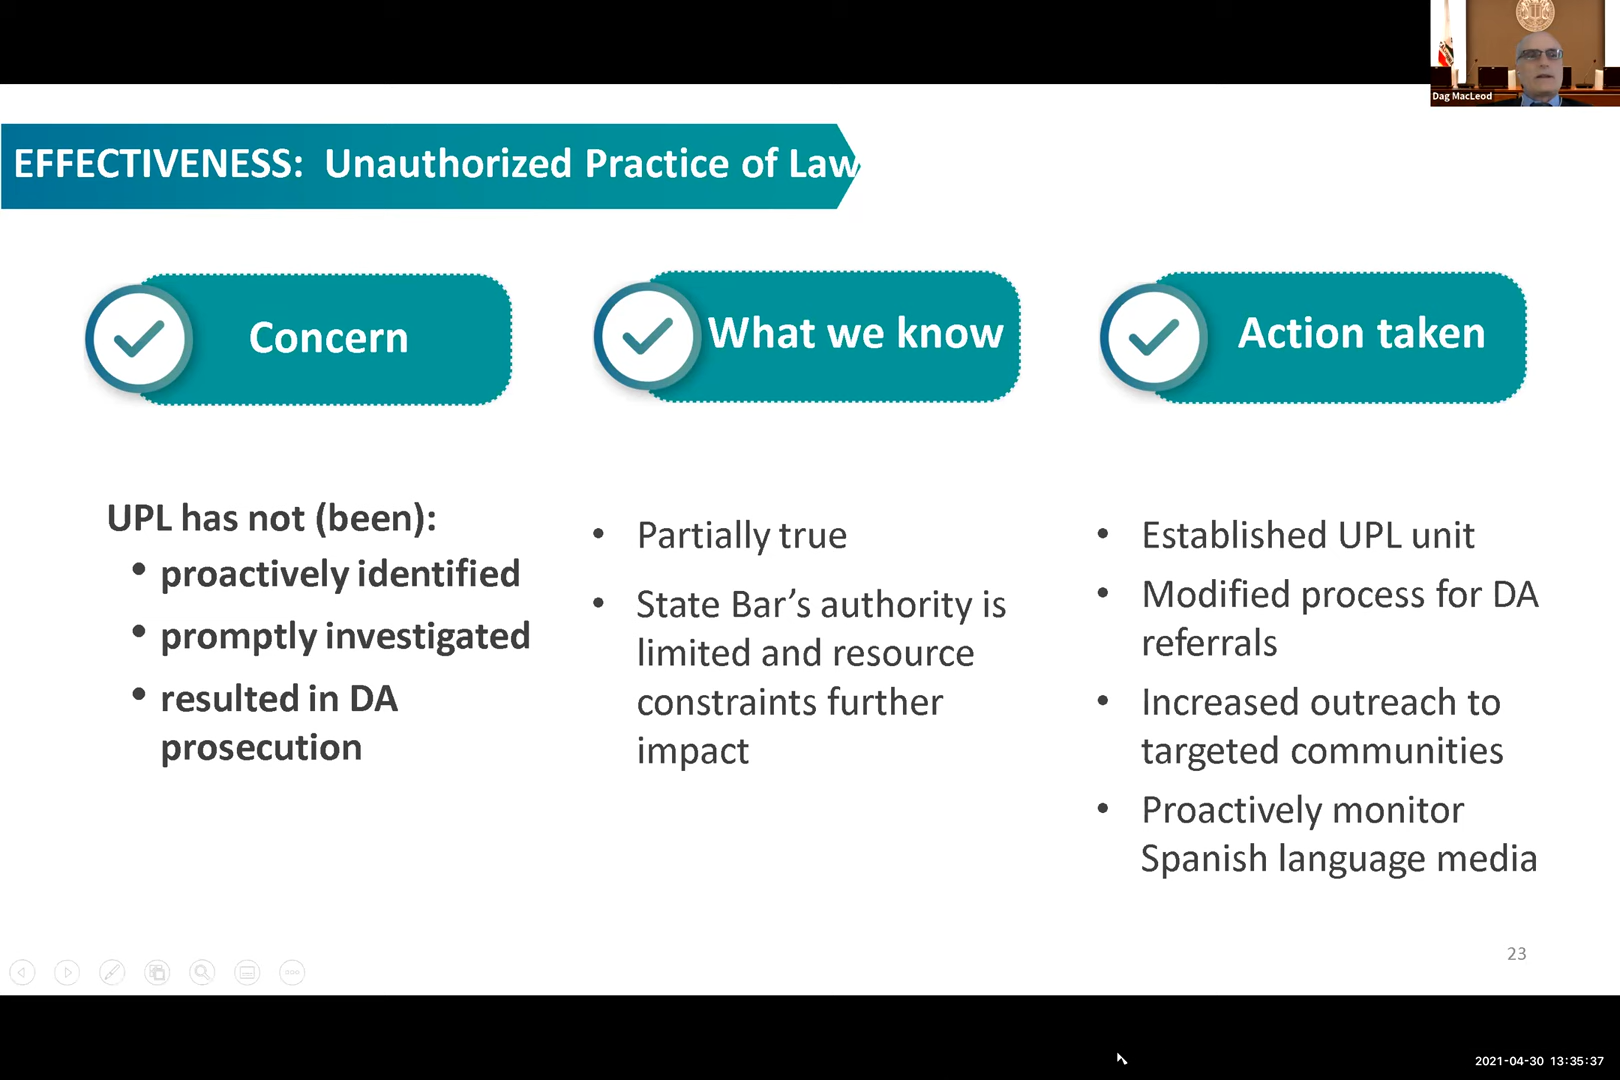 Dag MacLeod
EFFECTIVENESS: Unauthorized Practice of Law
Concern
UPL has not (been):
• proactively identified
• promptly investigated
• resulted in DA
prosecution
What we know
• Partially true
• State Bar’s authority is
limited and resource
constraints further
impact
Action taken
• Established UPL unit
• Modified process for DA
referrals
• Increased outreach to
targeted communities
• Proactively monitor
Spanish language media
23
2021-04-30 13:35:37